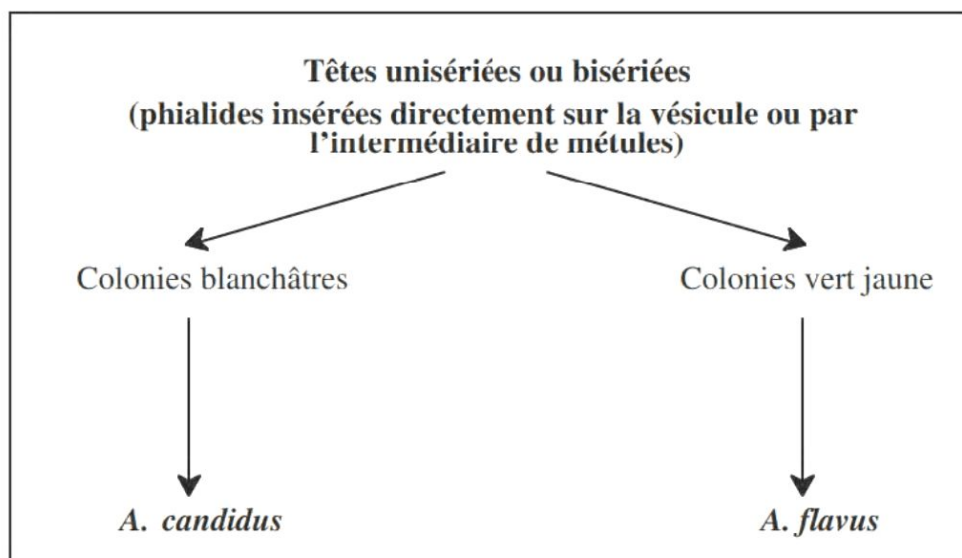 Têtes unisériées ou bisériées
(phialides insérées directement sur la vésicule ou par
l'intermédiaire de métules)
Colonies blanchâtres
Colonies vert jaune
A. candidus
A. flavus